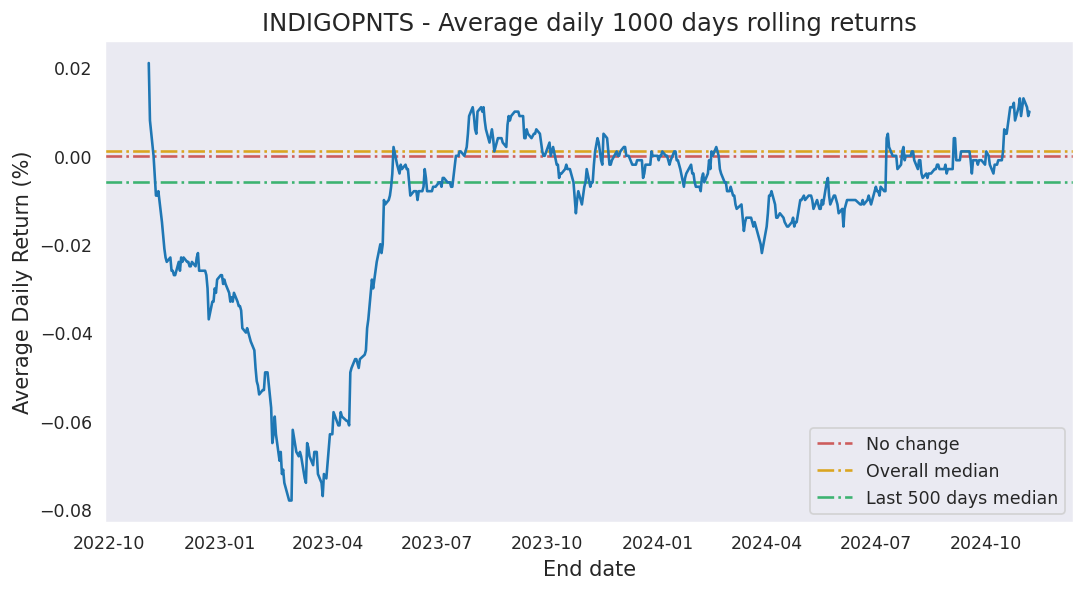 INDIGOPNTS - Average daily 1000 days rolling returns
Average Daily Return (%)
0.02
0.00
−0.02
−0.04
−0.06
−0.08
No change
Overall median
Last 500 days median
2022-10 2023-01 2023-04 2023-07 2023-10 2024-01 2024-04 2024-07 2024-10
End date